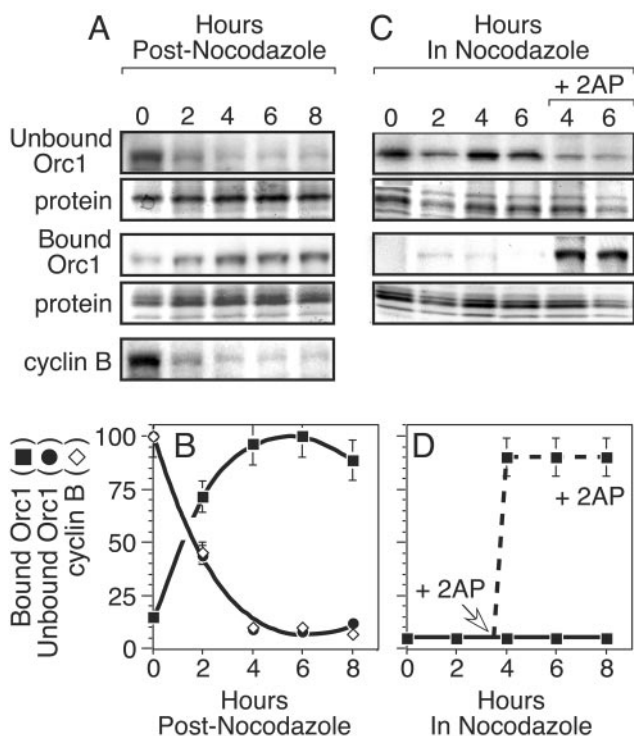 A
Hours
Post-Nocodazole
0 2 4 6 8
Unbound
Orc1
protein
Bound
Orc1
protein
cyclin B
C
Hours
In Nocodazole
+ 2AP
0 2 4 6 4 6
Bound Orc1 (■)
Unbound Orc1 (●)
cyclin B (◇)
B
100
75
50
25
0
0 2 4 6 8
Hours
Post-Nocodazole
D
+ 2AP
+ 2AP
0 2 4 6 8
Hours
In Nocodazole